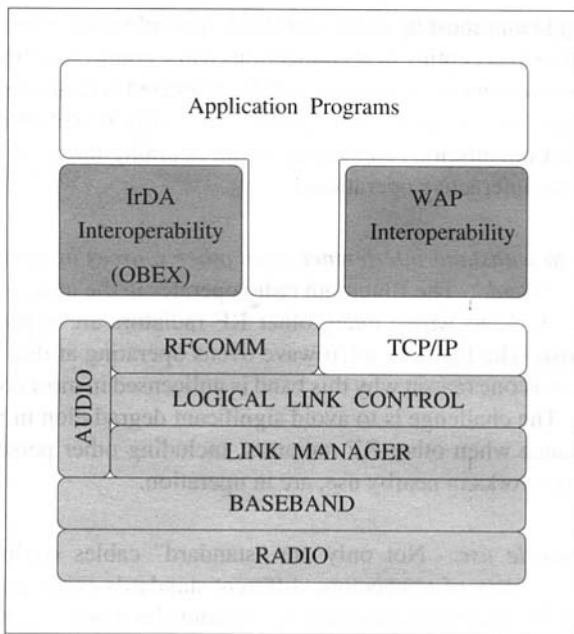 Application Programs
IrDA
Interoperability
(OBEX)
WAP
Interoperability
AUDIO
RFCOMM
TCP/IP
LOGICAL LINK CONTROL
LINK MANAGER
BASEBAND
RADIO